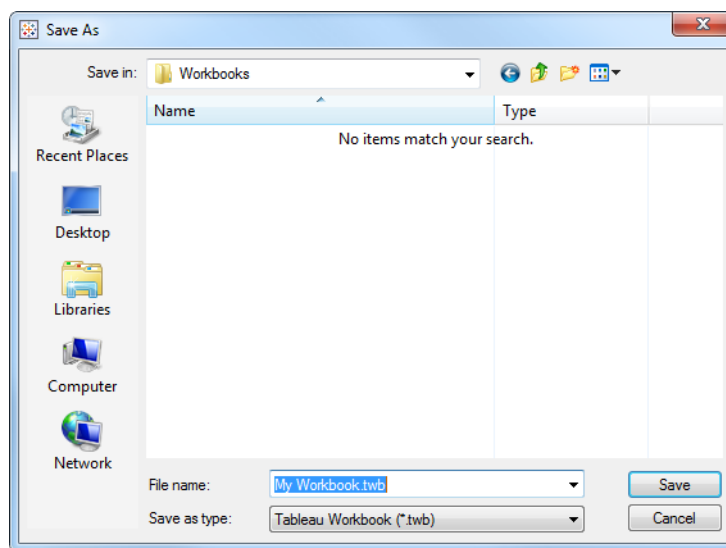 Save As
Save in: Workbooks
Name Type
No items match your search.
Recent Places
Desktop
Libraries
Computer
Network
File name: My Workbook.twb Save
Save as type: Tableau Workbook (*.twb) Cancel